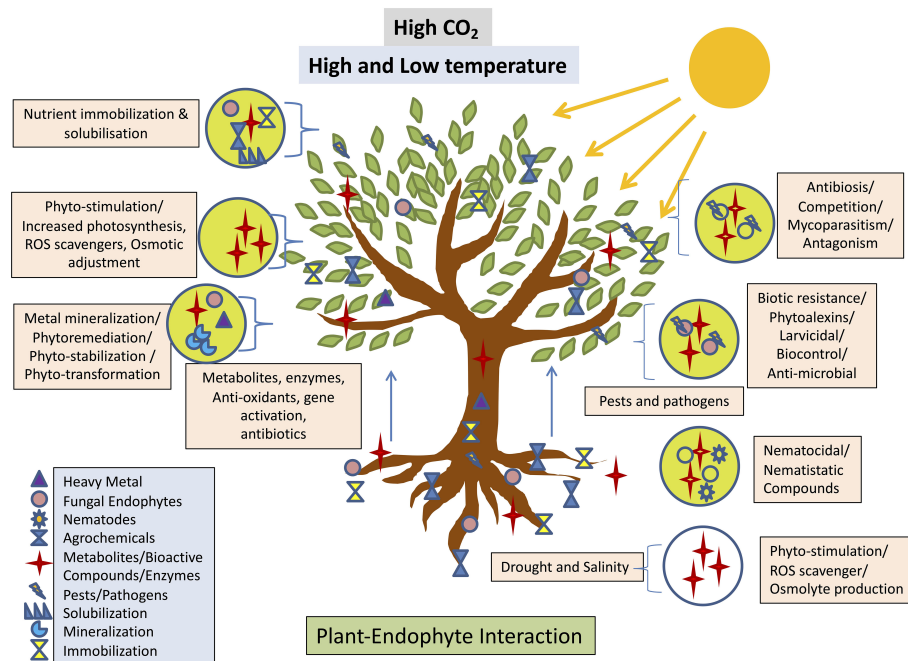 High CO₂
High and Low temperature
Nutrient immobilization &
solubilisation
Phyto-stimulation/
Increased photosynthesis,
ROS scavengers, Osmotic
adjustment
Metal mineralization/
Phytoremediation/
Phyto-stabilization /
Phyto-transformation
Metabolites, enzymes,
Anti-oxidants, gene
activation,
antibiotics
Antibiosis/
Competition/
Mycoparasitism/
Antagonism
Biotic resistance/
Phytoalexins/
Larvicidal/
Biocontrol/
Anti-microbial
Pests and pathogens
Nematocidal/
Nematistatic
Compounds
Drought and Salinity
Phyto-stimulation/
ROS scavenger/
Osmolyte production
Heavy Metal
Fungal Endophytes
Nematodes
Agrochemicals
Metabolites/Bioactive
Compounds/Enzymes
Pests/Pathogens
Solubilization
Mineralization
Immobilization
Plant-Endophyte Interaction